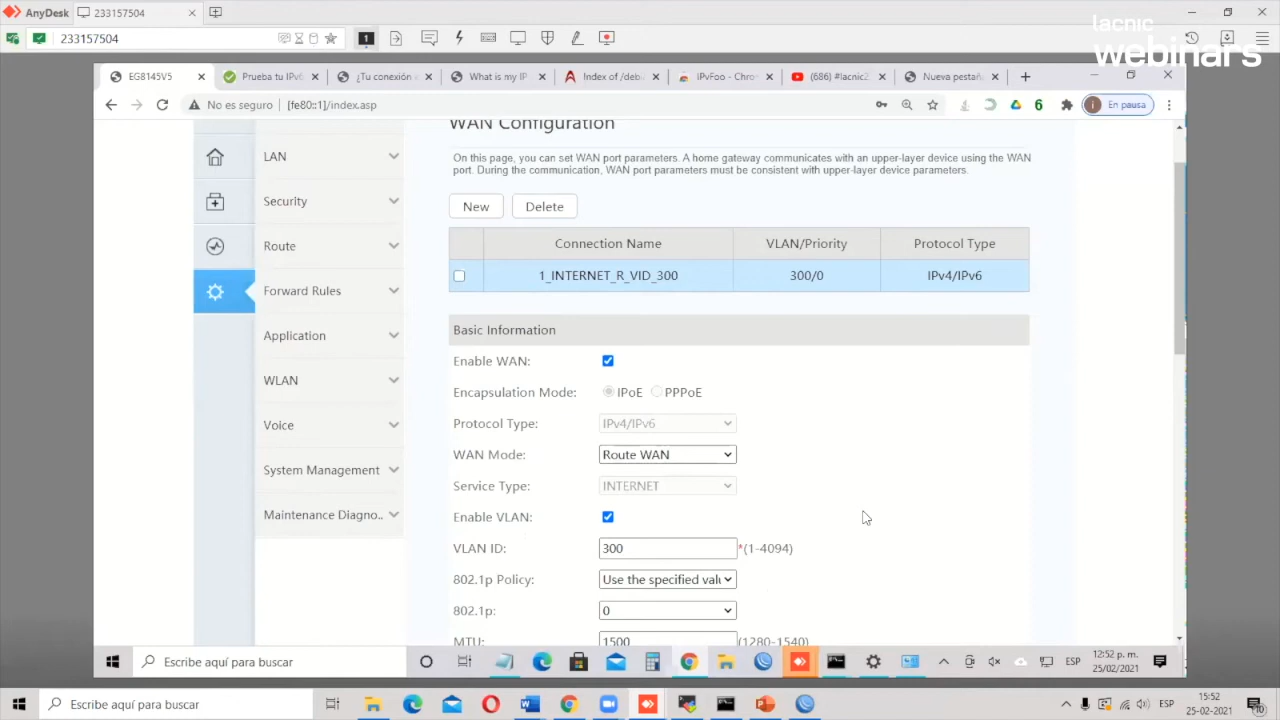 AnyDesk
233157504
233157504
1
lacnic
webinars
EG8145V5
Prueba tu IPv6
¿Tu conexión e
What is my IP
Index of /deb
iPvFoo - Chro
(686) #lacnic
Nueva pestañ
No es seguro
[fe80::1]/index.asp
6
i
En pausa
WAN Configuration
On this page, you can set WAN port parameters. A home gateway communicates with an upper-layer device using the WAN
port. During the communication, WAN port parameters must be consistent with upper-layer device parameters.
LAN
Security
Route
Forward Rules
Application
WLAN
Voice
System Management
Maintenance Diagno..
New
Delete
Connection Name
VLAN/Priority
Protocol Type
1_INTERNET_R_VID_300
300/0
IPv4/IPv6
Basic Information
Enable WAN:
Encapsulation Mode:
IPoE
PPPoE
Protocol Type:
IPv4/IPv6
WAN Mode:
Route WAN
Service Type:
INTERNET
Enable VLAN:
VLAN ID:
300
*(1-4094)
802.1p Policy:
Use the specified valu
802.1p:
0
MTU:
1500
(1280-1540)
Escribe aquí para buscar
ESP
12:52 p. m.
25/02/2021
Escribe aquí para buscar
ESP
15:52
25-02-2021